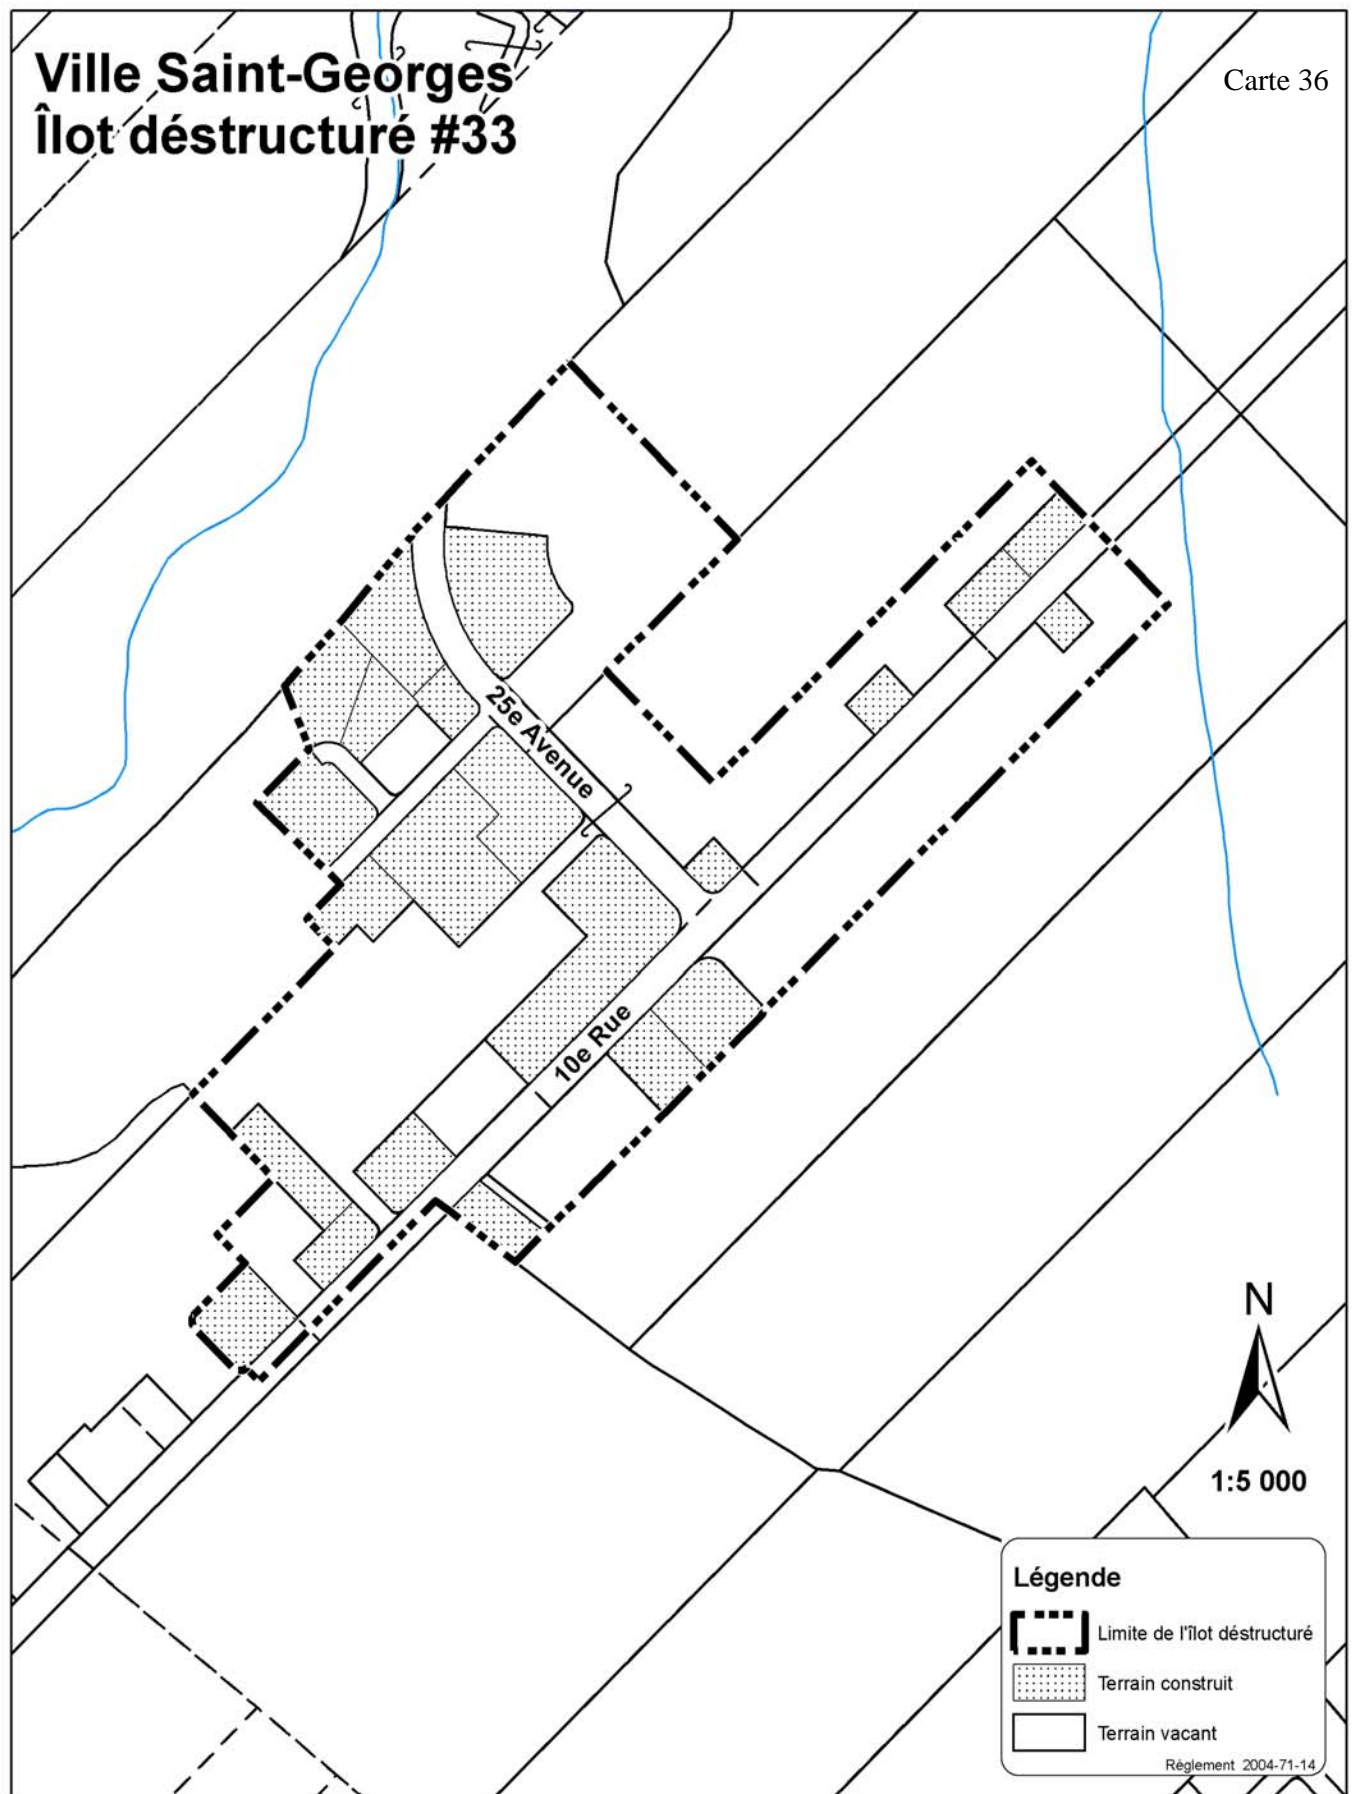 Ville Saint-Georges
Îlot déstructuré #33
Carte 36
25e Avenue
10e Rue
N
1:5 000
Légende
Limite de l'îlot déstructuré
Terrain construit
Terrain vacant
Règlement 2004-71-14